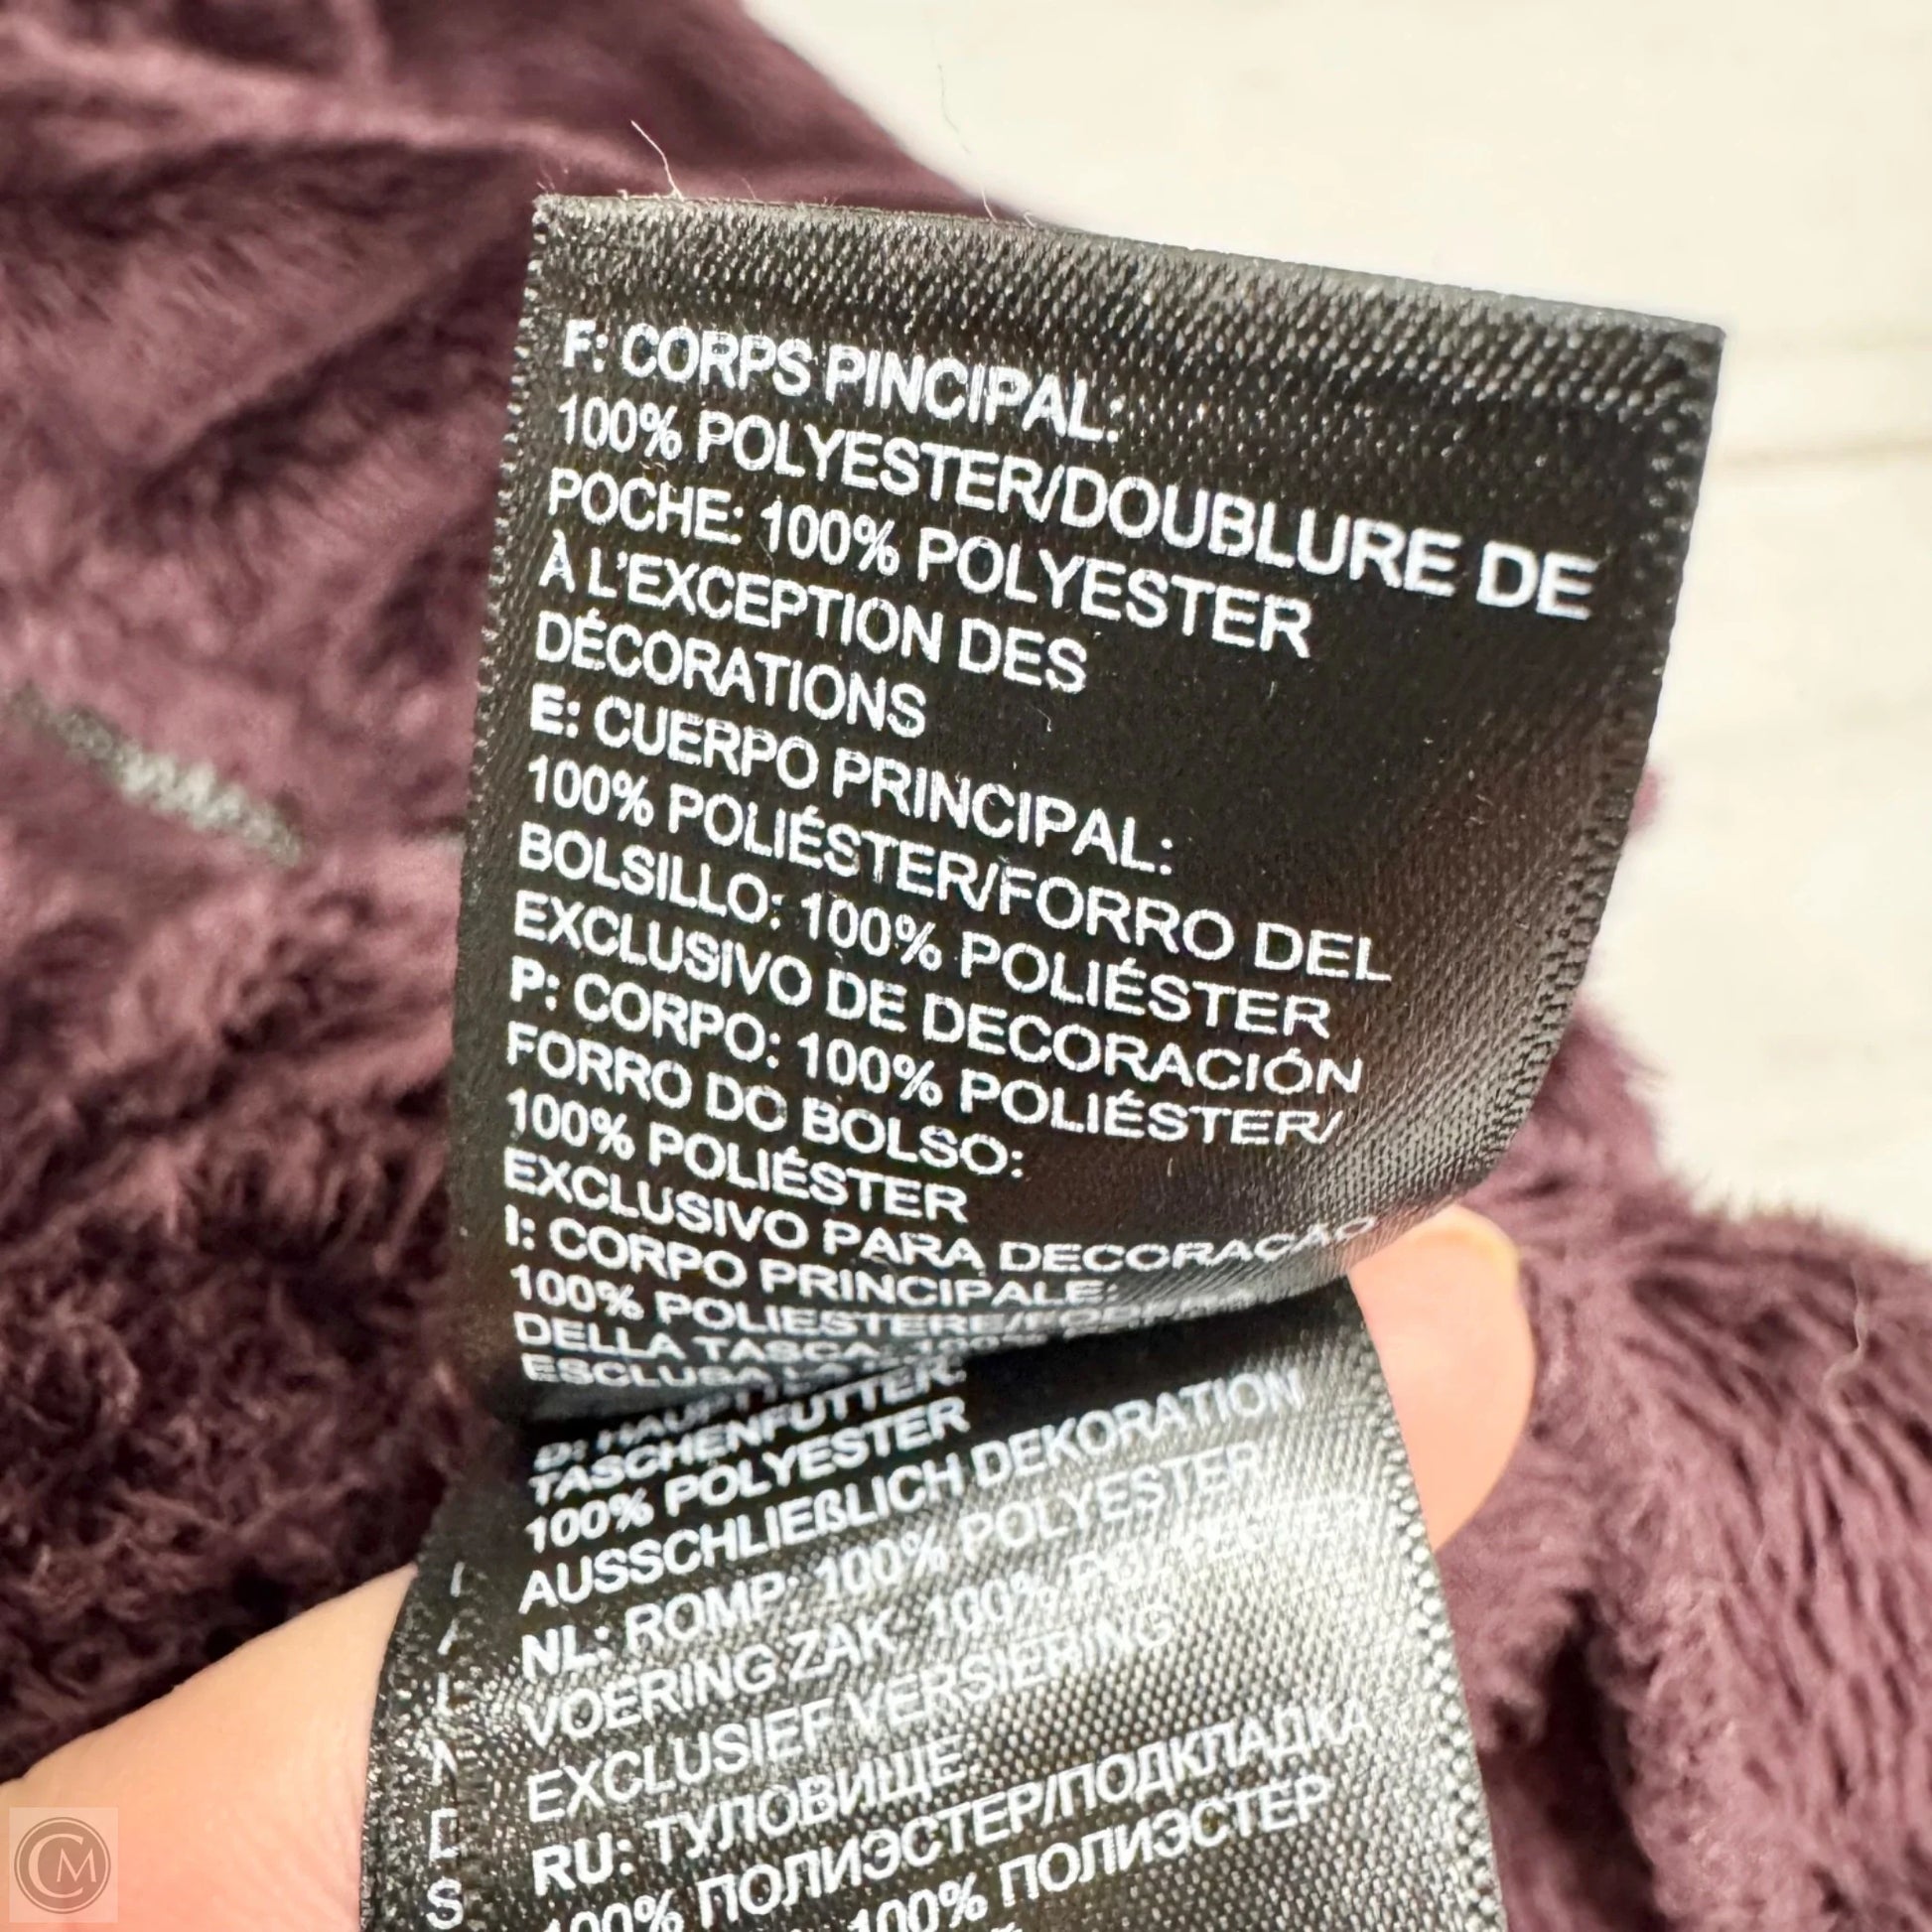 F: CORPS PINCIPAL:
100% POLYESTER/DOUBLURE DE
POCHE: 100% POLYESTER
À L'EXCEPTION DES
DÉCORATIONS
E: CUERPO PRINCIPAL:
100% POLIÉSTER/FORRO DEL
BOLSILLO: 100% POLIÉSTER
EXCLUSIVO DE DECORACIÓN
P: CORPO: 100% POLIÉSTER/
FORRO DO BOLSO:
100% POLIÉSTER
EXCLUSIVO PARA DECORAÇÃO
I: CORPO PRINCIPALE:
100% POLIESTERE/
DELLA TASCA:
ESCLUSA
D:
TASCHENFUTTER:
100% POLYESTER
AUSSCHLIEßLICH DEKORATION
NL: ROMP: 100% POLYESTER/
VOERING ZAK: 100% POLYESTER
EXCLUSIEF VERSIERING
RU: ТУЛОВИЩЕ:
100% ПОЛИЭСТЕР/ПОДКЛАДКА
100% ПОЛИЭСТЕР
CM